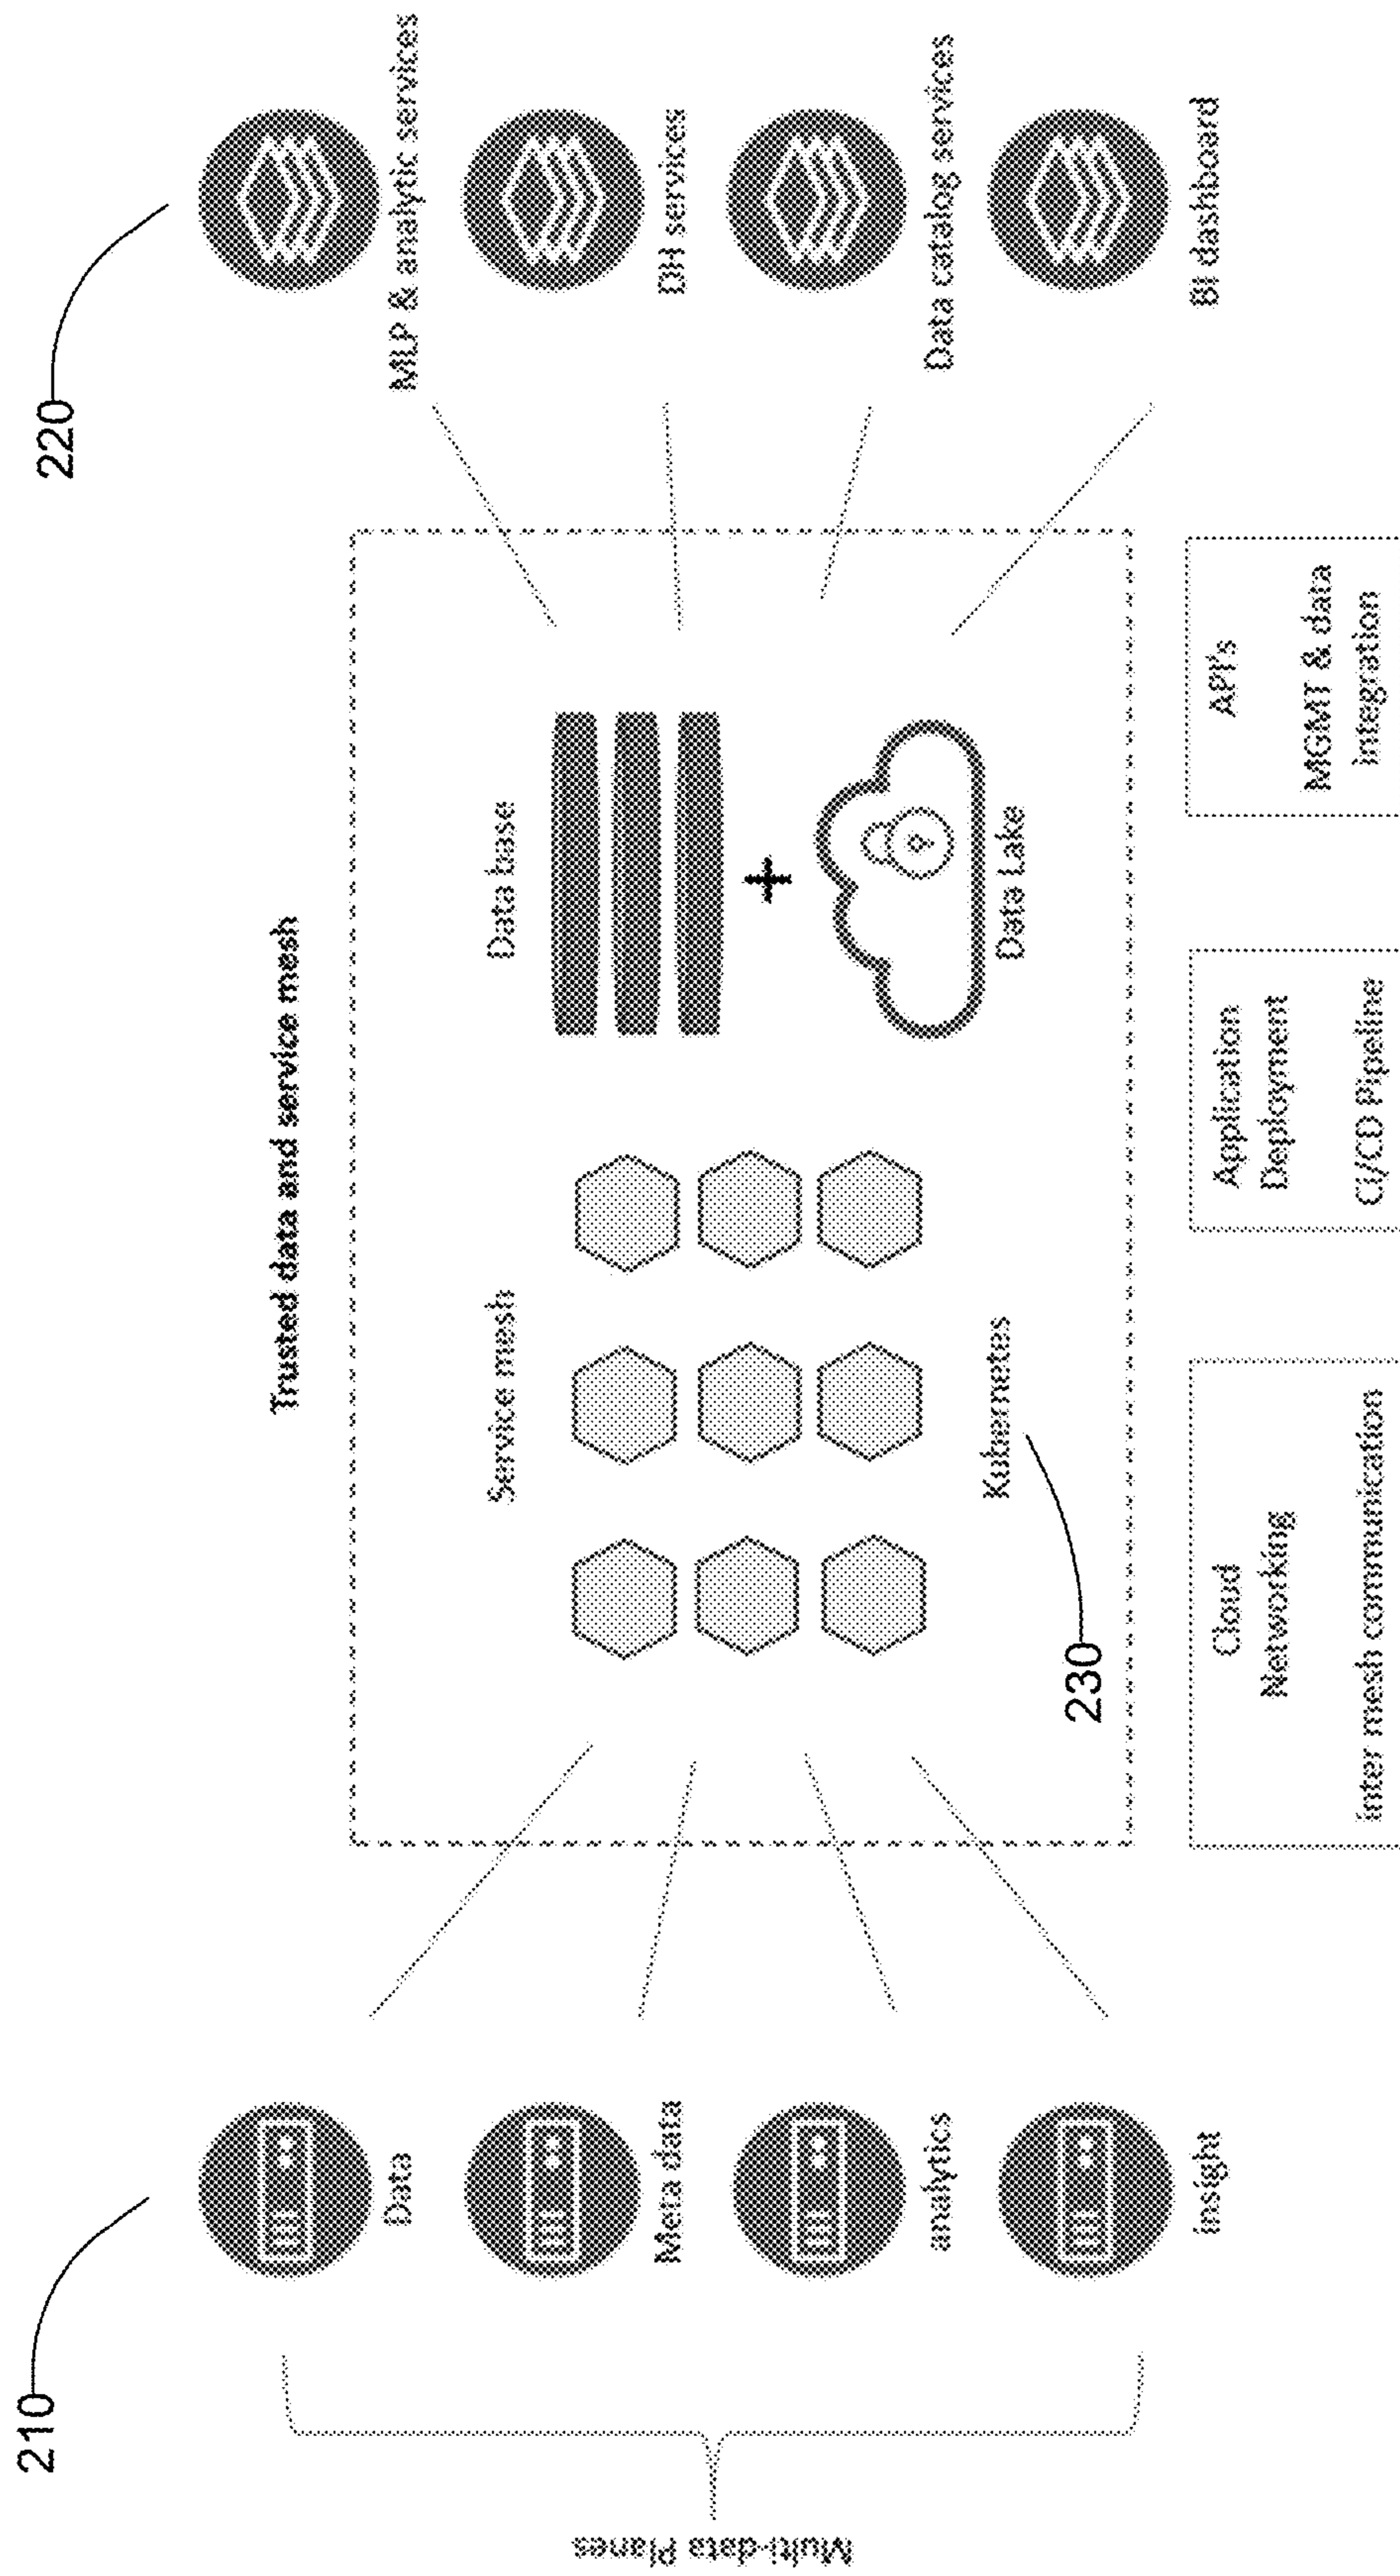 210
220
Multi-data Planes
Data
Meta data
analytics
insight
Trusted data and service mesh
Service mesh
Kubernetes
230
Data base
+
Data Lake
MLP & analytic services
DH services
Data catalog services
BI dashboard
Cloud
Networking
inter mesh communication
Application
Deployment
CI/CD Pipeline
API's
MGMT & data
integration